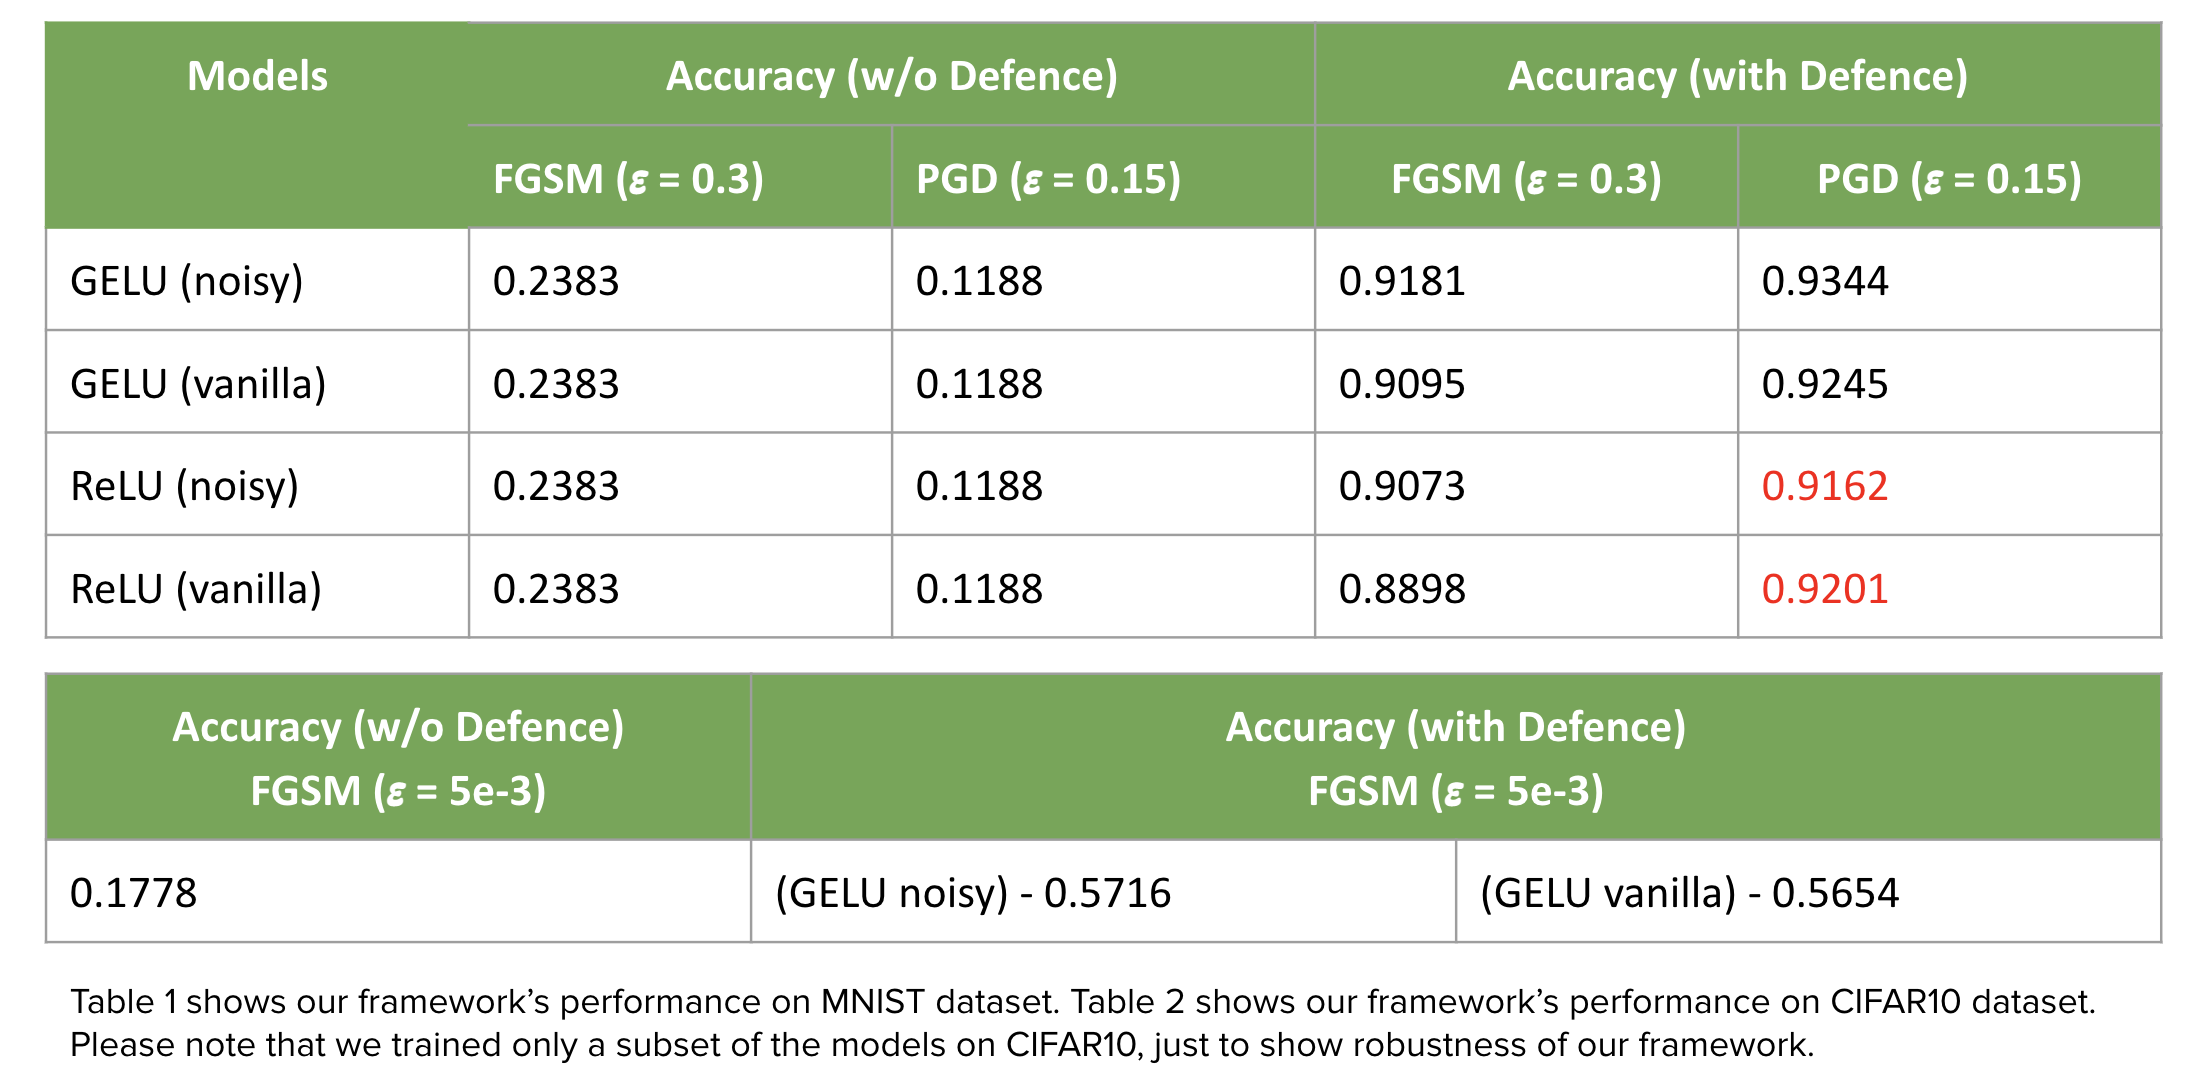 Models Accuracy (w/o Defence) Accuracy (with Defence)
FGSM (ε = 0.3) PGD (ε = 0.15) FGSM (ε = 0.3) PGD (ε = 0.15)
GELU (noisy) 0.2383 0.1188 0.9181 0.9344
GELU (vanilla) 0.2383 0.1188 0.9095 0.9245
ReLU (noisy) 0.2383 0.1188 0.9073 0.9162
ReLU (vanilla) 0.2383 0.1188 0.8898 0.9201
Accuracy (w/o Defence) Accuracy (with Defence)
FGSM (ε = 5e-3) FGSM (ε = 5e-3)
0.1778 (GELU noisy) - 0.5716 (GELU vanilla) - 0.5654
Table 1 shows our framework's performance on MNIST dataset. Table 2 shows our framework's performance on CIFAR10 dataset.
Please note that we trained only a subset of the models on CIFAR10, just to show robustness of our framework.